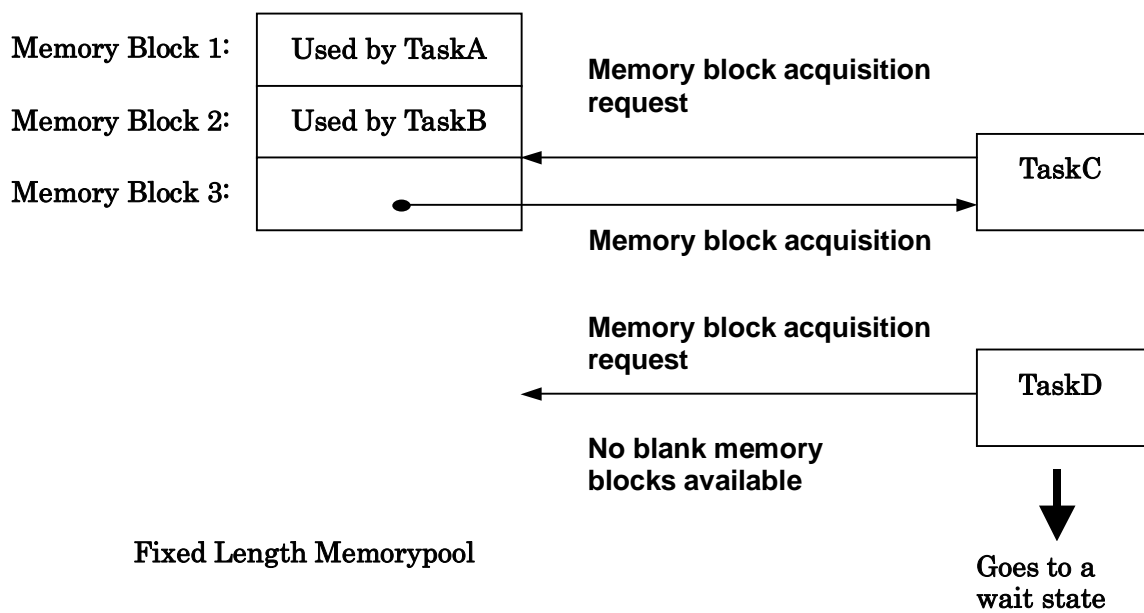 Memory Block 1:
Used by TaskA
Memory block acquisition
request
Memory Block 2:
Used by TaskB
TaskC
Memory Block 3:
Memory block acquisition
Memory block acquisition
request
TaskD
No blank memory
blocks available
Fixed Length Memorypool
Goes to a
wait state